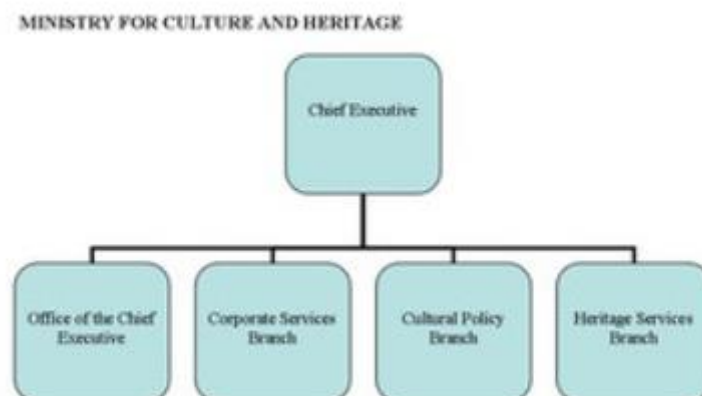 MINISTRY FOR CULTURE AND HERITAGE
Chief Executive
Office of the Chief
Executive
Corporate Services
Branch
Cultural Policy
Branch
Heritage Services
Branch